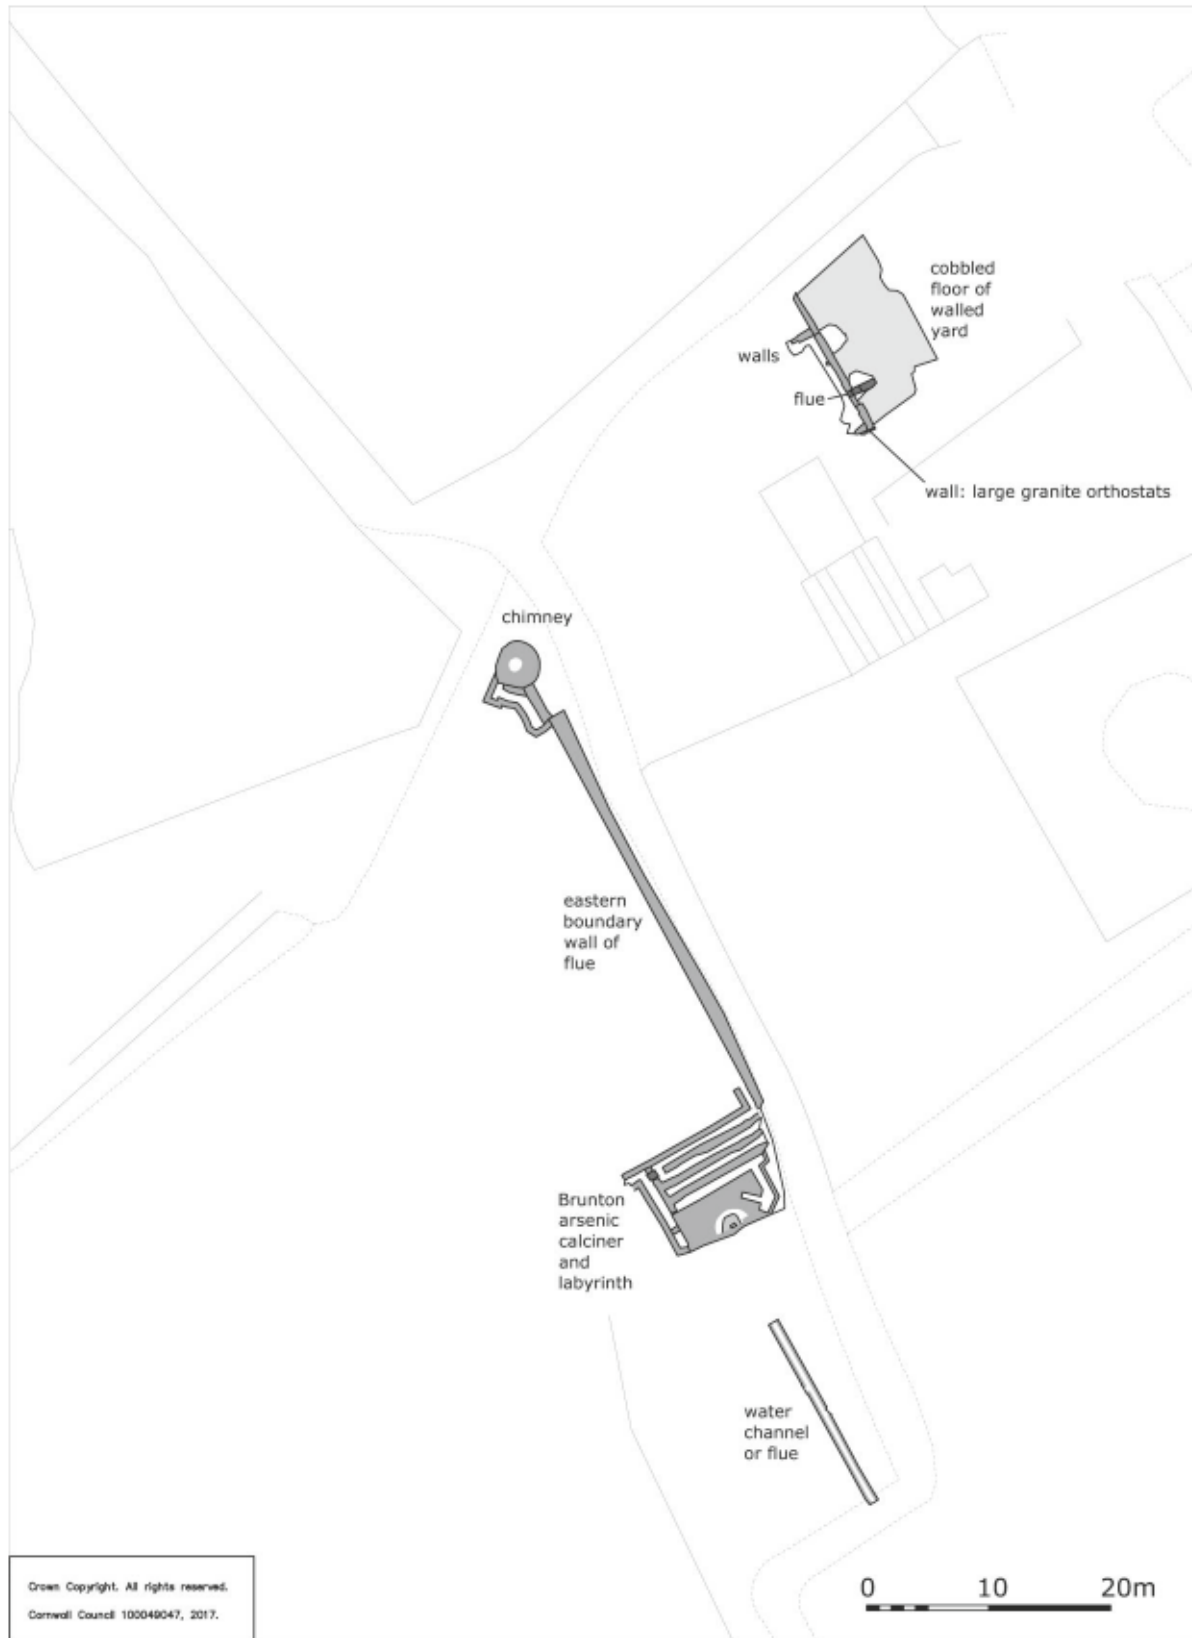 cobbled
floor of
walled
yard
walls
flue
wall: large granite orthostats
chimney
eastern
boundary
wall of
flue
Brunton
arsenic
calciner
and
labyrinth
water
channel
or flue
Crown Copyright. All rights reserved.
Cornwall Council 100049047, 2017.
0 10 20m